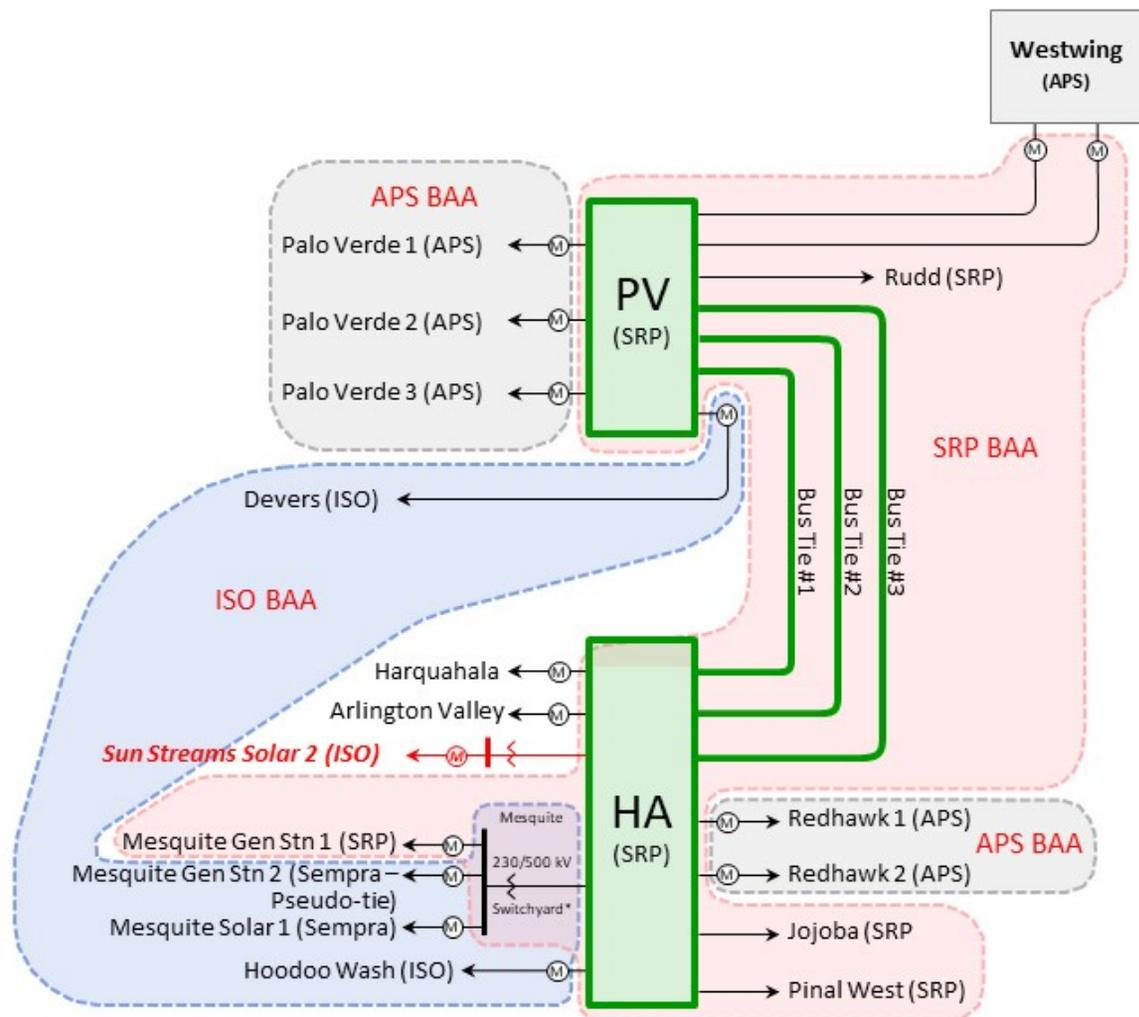 Westwing
(APS)
M
M
APS BAA
Palo Verde 1 (APS)
M
PV
(SRP)
Rudd (SRP)
Palo Verde 2 (APS)
M
Palo Verde 3 (APS)
M
M
SRP BAA
Devers (ISO)
Bus Tie #1
Bus Tie #2
Bus Tie #3
ISO BAA
Harquahala
M
Arlington Valley
M
Sun Streams Solar 2 (ISO)
M
HA
(SRP)
Mesquite
230/500 kV
Switchyard*
Mesquite Gen Stn 1 (SRP)
M
Mesquite Gen Stn 2 (Sempra –
Pseudo-tie)
M
Mesquite Solar 1 (Sempra)
M
Hoodoo Wash (ISO)
M
M
Redhawk 1 (APS)
APS BAA
M
Redhawk 2 (APS)
Jojoba (SRP
Pinal West (SRP)